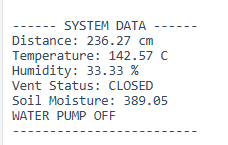 ------ SYSTEM DATA ------
Distance: 236.27 cm
Temperature: 142.57 C
Humidity: 33.33 %
Vent Status: CLOSED
Soil Moisture: 389.05
WATER PUMP OFF
-------------------------